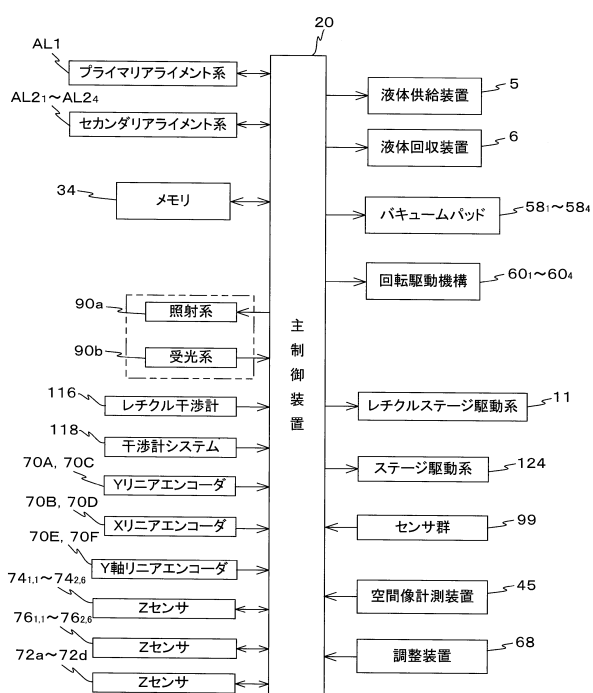 20
AL1
プライマリアライメント系
AL2₁~AL2₄
セカンダリアライメント系
34
メモリ
90a
照射系
90b
受光系
116
レチクル干渉計
118
干渉計システム
70A, 70C
Yリニアエンコーダ
70B, 70D
Xリニアエンコーダ
70E, 70F
Y軸リニアエンコーダ
74₁,₁~74₂,₆
Zセンサ
76₁,₁~76₂,₆
Zセンサ
72a~72d
Zセンサ
主制御装置
液体供給装置
5
液体回収装置
6
バキュームパッド
58₁~58₄
回転駆動機構
60₁~60₄
レチクルステージ駆動系
11
ステージ駆動系
124
センサ群
99
空間像計測装置
45
調整装置
68